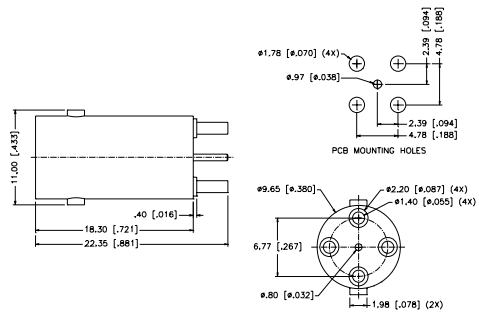 ø1.78 [ø.070] (4X)
ø.97 [ø.038]
2.39 [.094]
4.78 [.188]
2.39 [.094]
4.78 [.188]
PCB MOUNTING HOLES
11.00 [.433]
.40 [.016]
18.30 [.721]
22.35 [.881]
ø9.65 [ø.380]
ø2.20 [ø.087] (4X)
ø1.40 [ø.055] (4X)
6.77 [.267]
ø.80 [ø.032]
1.98 [.078] (2X)